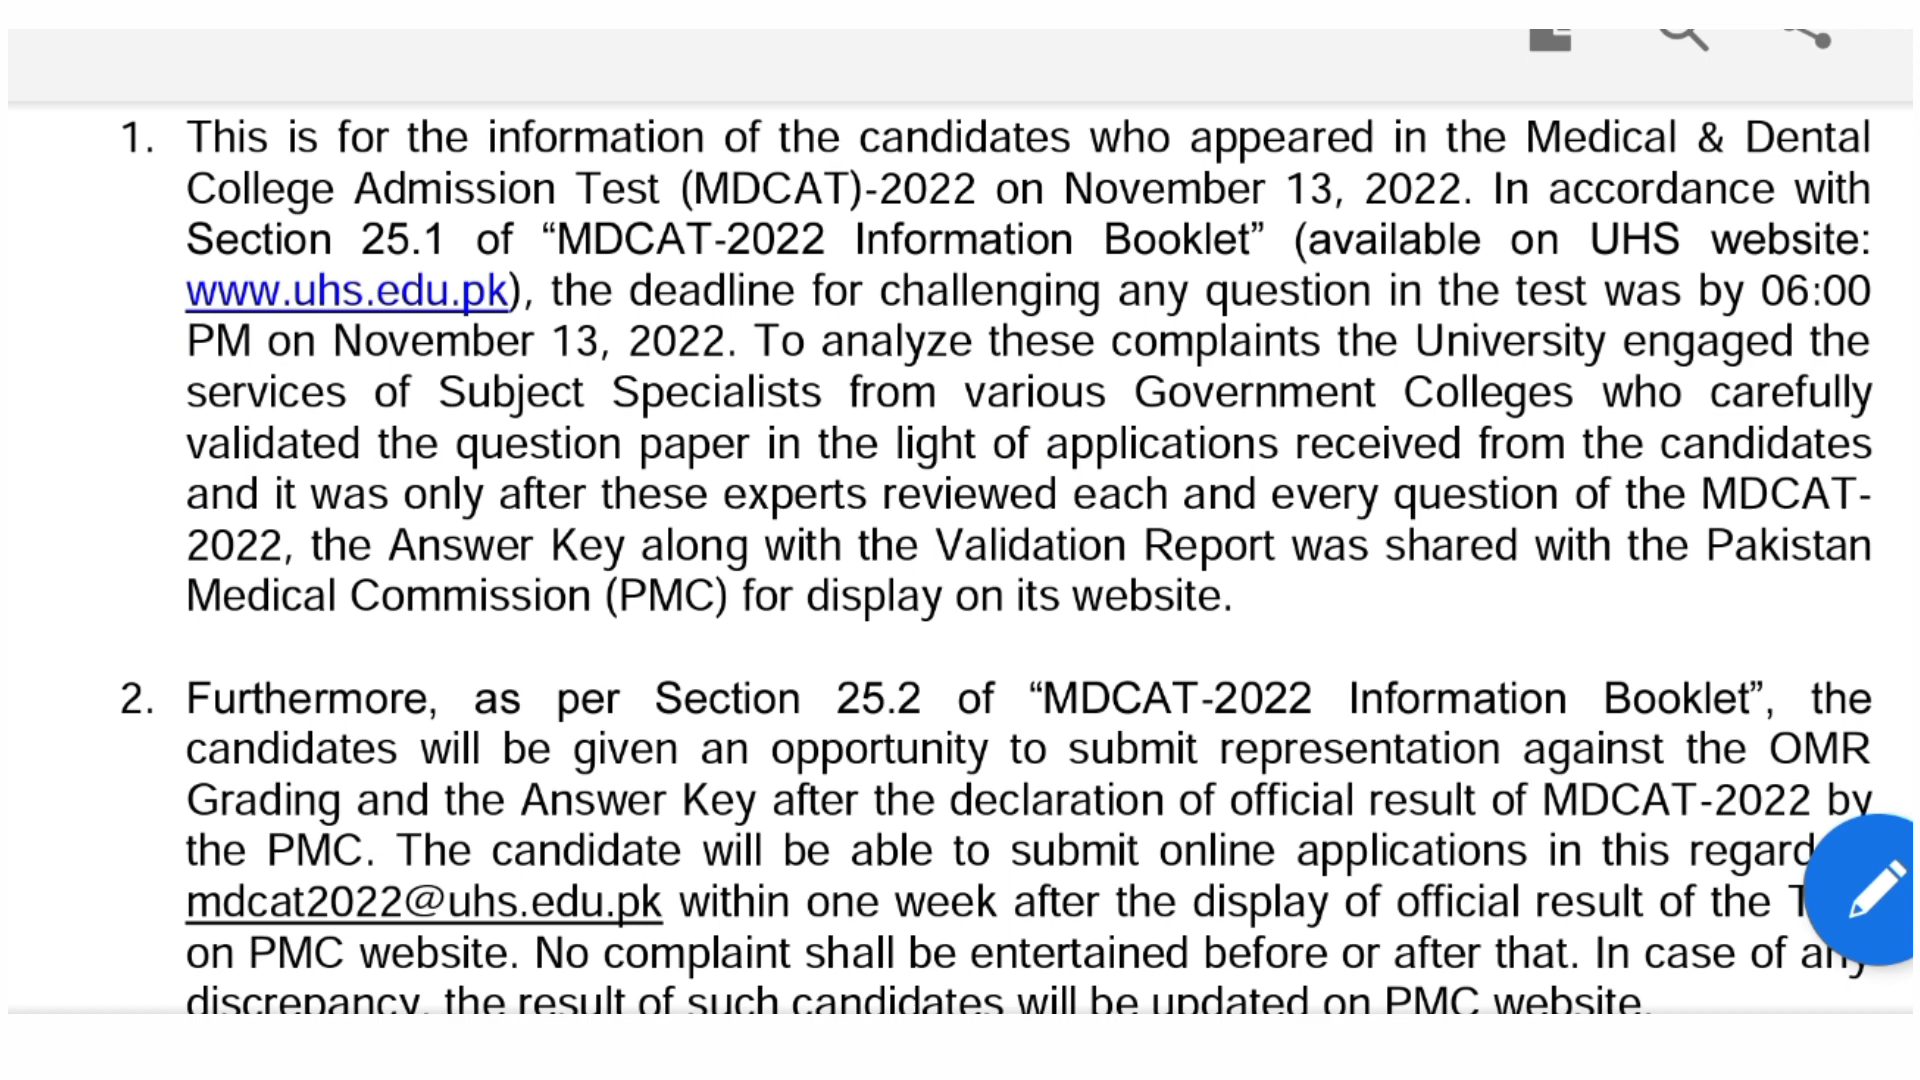 1. This is for the information of the candidates who appeared in the Medical & Dental
College Admission Test (MDCAT)-2022 on November 13, 2022. In accordance with
Section 25.1 of “MDCAT-2022 Information Booklet” (available on UHS website:
www.uhs.edu.pk), the deadline for challenging any question in the test was by 06:00
PM on November 13, 2022. To analyze these complaints the University engaged the
services of Subject Specialists from various Government Colleges who carefully
validated the question paper in the light of applications received from the candidates
and it was only after these experts reviewed each and every question of the MDCAT-
2022, the Answer Key along with the Validation Report was shared with the Pakistan
Medical Commission (PMC) for display on its website.
2. Furthermore, as per Section 25.2 of “MDCAT-2022 Information Booklet”, the
candidates will be given an opportunity to submit representation against the OMR
Grading and the Answer Key after the declaration of official result of MDCAT-2022 by
the PMC. The candidate will be able to submit online applications in this regard
mdcat2022@uhs.edu.pk within one week after the display of official result of the
on PMC website. No complaint shall be entertained before or after that. In case of any
discrepancy, the result of such candidates will be updated on PMC website.